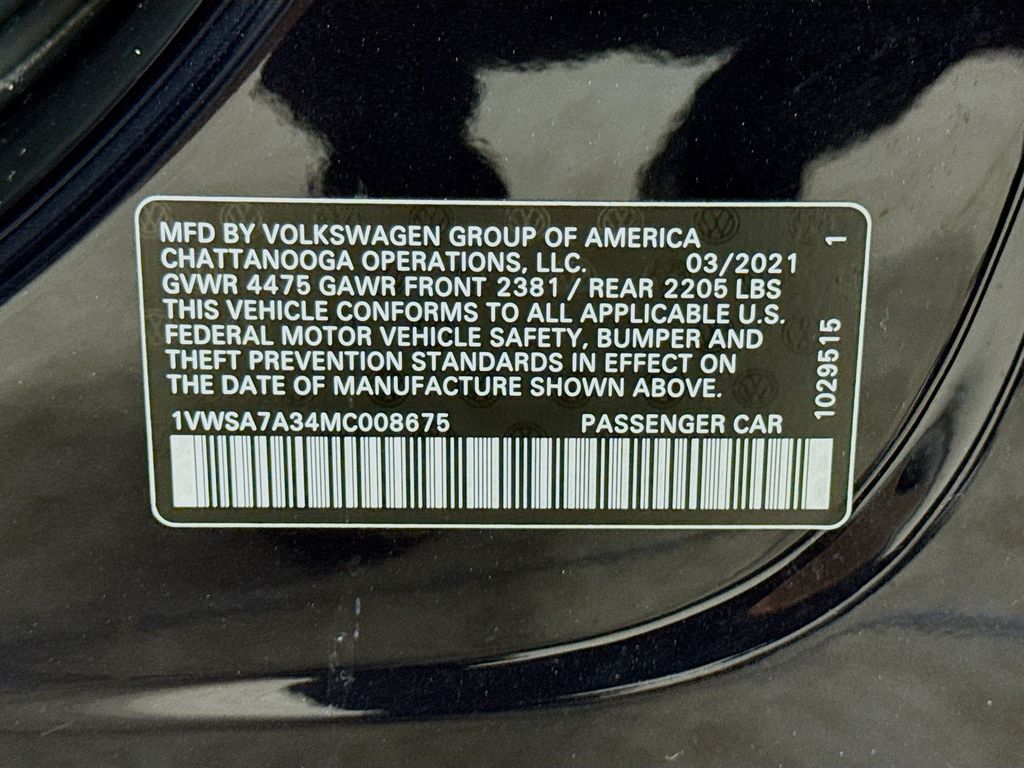 MFD BY VOLKSWAGEN GROUP OF AMERICA
CHATTANOOGA OPERATIONS, LLC. 03/2021
GVWR 4475 GAWR FRONT 2381 / REAR 2205 LBS
THIS VEHICLE CONFORMS TO ALL APPLICABLE U.S.
FEDERAL MOTOR VEHICLE SAFETY, BUMPER AND
THEFT PREVENTION STANDARDS IN EFFECT ON
THE DATE OF MANUFACTURE SHOWN ABOVE.
1VWSA7A34MC008675 PASSENGER CAR
1029515 1